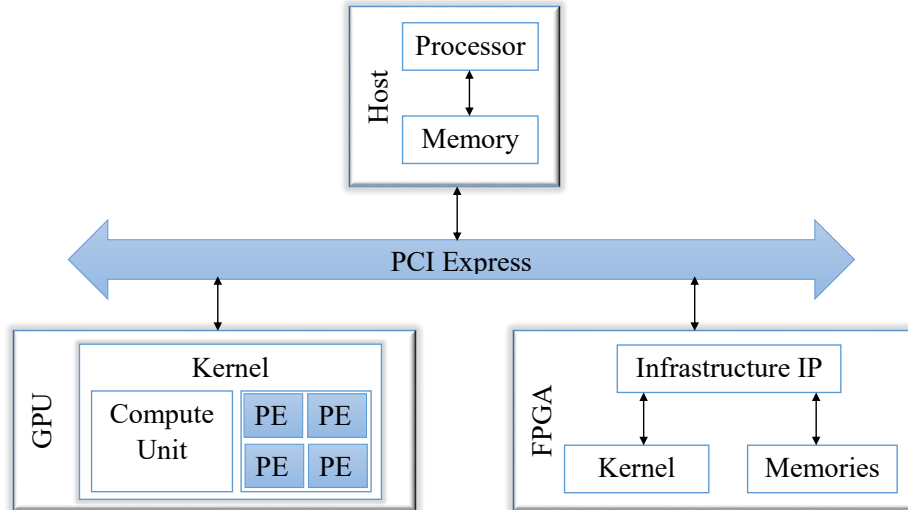 Host
Processor
Memory
PCI Express
GPU
Kernel
Compute
Unit
PE PE
PE PE
FPGA
Infrastructure IP
Kernel
Memories